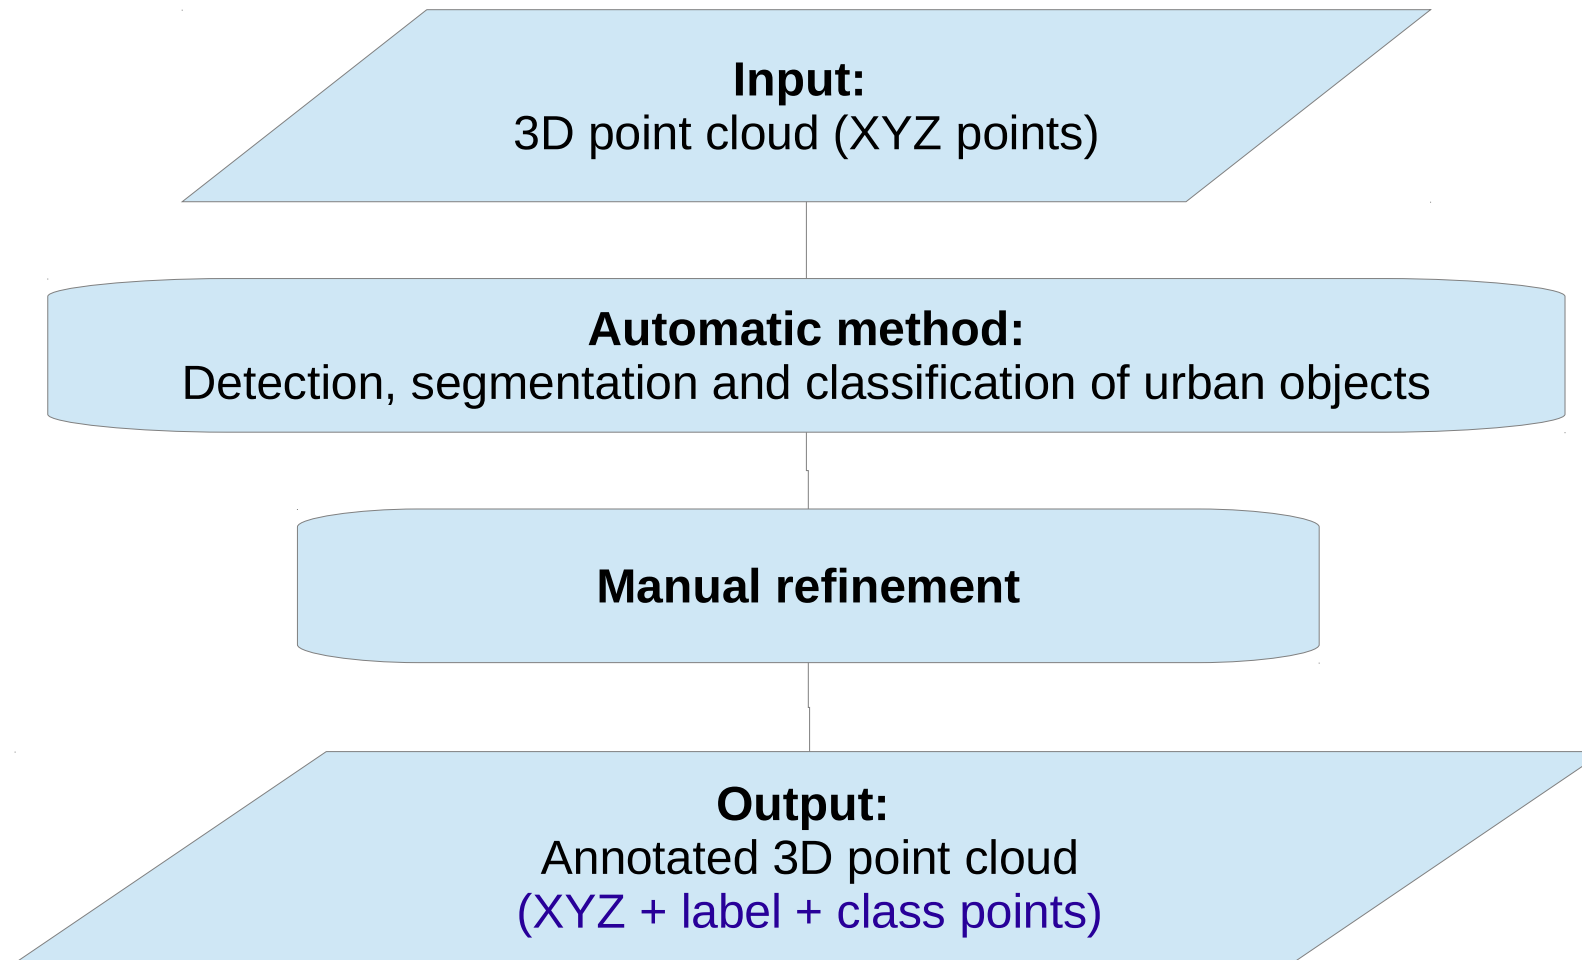 Input:
3D point cloud (XYZ points)
Automatic method:
Detection, segmentation and classification of urban objects
Manual refinement
Output:
Annotated 3D point cloud
(XYZ + label + class points)